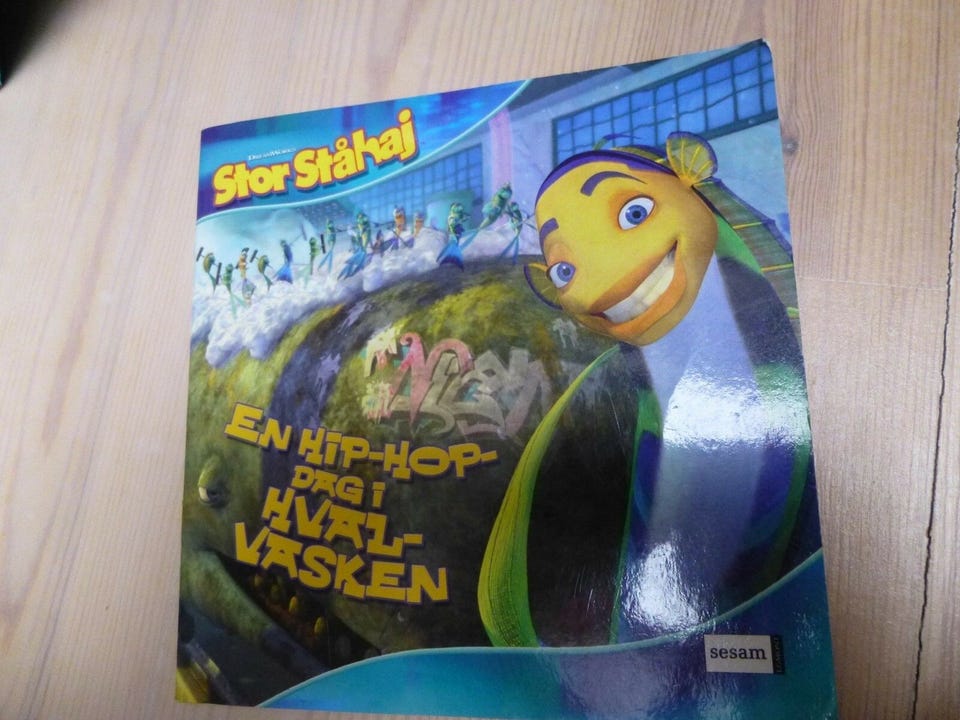 DREAMWORKS
Stor Ståhaj
EN HIP-HOP-
DAG I
HVAL-
VASKEN
sesam